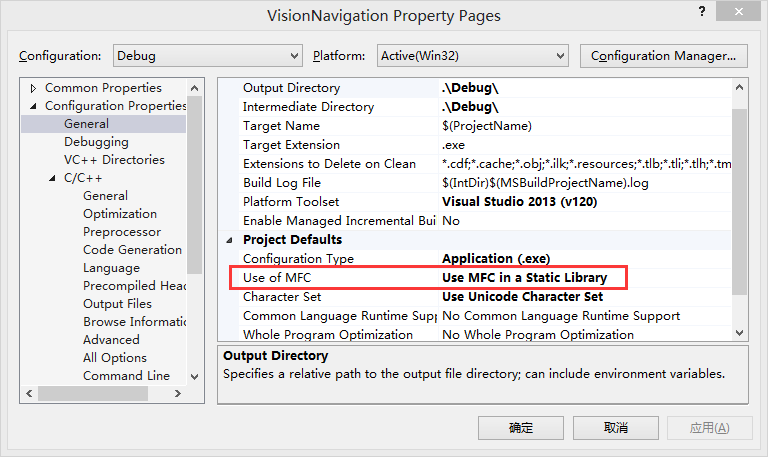 VisionNavigation Property Pages
?
Configuration: Debug Platform: Active(Win32) Configuration Manager...
Common Properties
Configuration Properties
General
Debugging
VC++ Directories
C/C++
General
Optimization
Preprocessor
Code Generation
Language
Precompiled Head
Output Files
Browse Informatio
Advanced
All Options
Command Line
Output Directory .\Debug\
Intermediate Directory .\Debug\
Target Name $(ProjectName)
Target Extension .exe
Extensions to Delete on Clean *.cdf;*.cache;*.obj;*.ilk;*.resources;*.tlb;*.tli;*.tlh;*.tm
Build Log File $(IntDir)$(MSBuildProjectName).log
Platform Toolset Visual Studio 2013 (v120)
Enable Managed Incremental Bui No
Project Defaults
Configuration Type Application (.exe)
Use of MFC Use MFC in a Static Library
Character Set Use Unicode Character Set
Common Language Runtime Supp No Common Language Runtime Support
Whole Program Optimization No Whole Program Optimization
Output Directory
Specifies a relative path to the output file directory; can include environment variables.
确定 取消 应用(A)